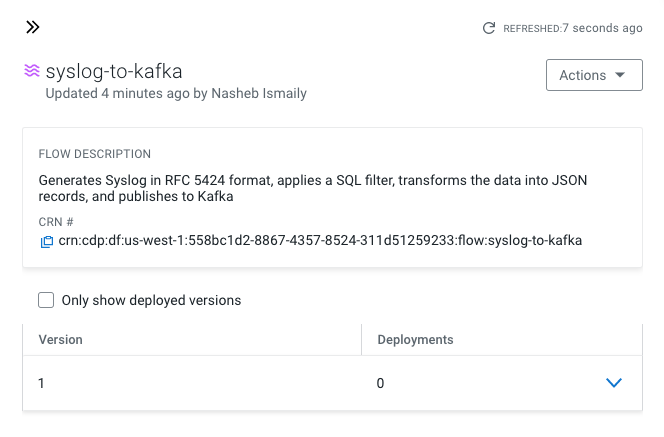 REFRESHED:7 seconds ago
syslog-to-kafka
Actions
Updated 4 minutes ago by Nasheb Ismaily
FLOW DESCRIPTION
Generates Syslog in RFC 5424 format, applies a SQL filter, transforms the data into JSON
records, and publishes to Kafka
CRN #
crn:cdp:df:us-west-1:558bc1d2-8867-4357-8524-311d51259233:flow:syslog-to-kafka
Only show deployed versions
Version Deployments
1 0